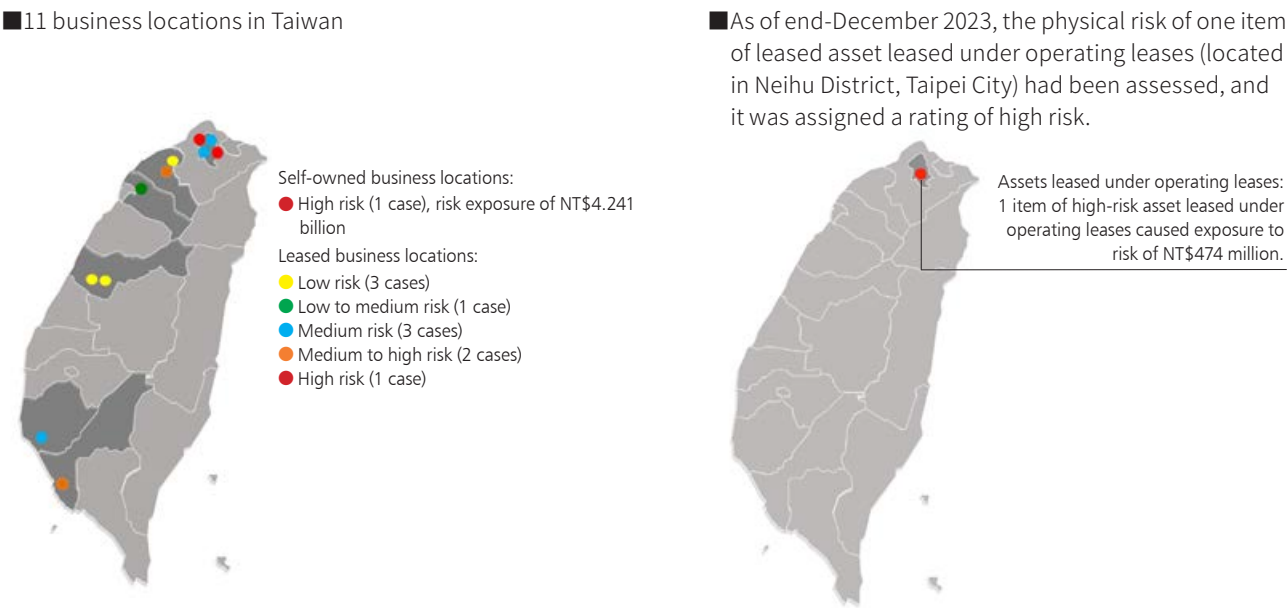 ■11 business locations in Taiwan
Self-owned business locations:
High risk (1 case), risk exposure of NT$4.241
billion
Leased business locations:
Low risk (3 cases)
Low to medium risk (1 case)
Medium risk (3 cases)
Medium to high risk (2 cases)
High risk (1 case)
■As of end-December 2023, the physical risk of one item
of leased asset leased under operating leases (located
in Neihu District, Taipei City) had been assessed, and
it was assigned a rating of high risk.
Assets leased under operating leases:
1 item of high-risk asset leased under
operating leases caused exposure to
risk of NT$474 million.